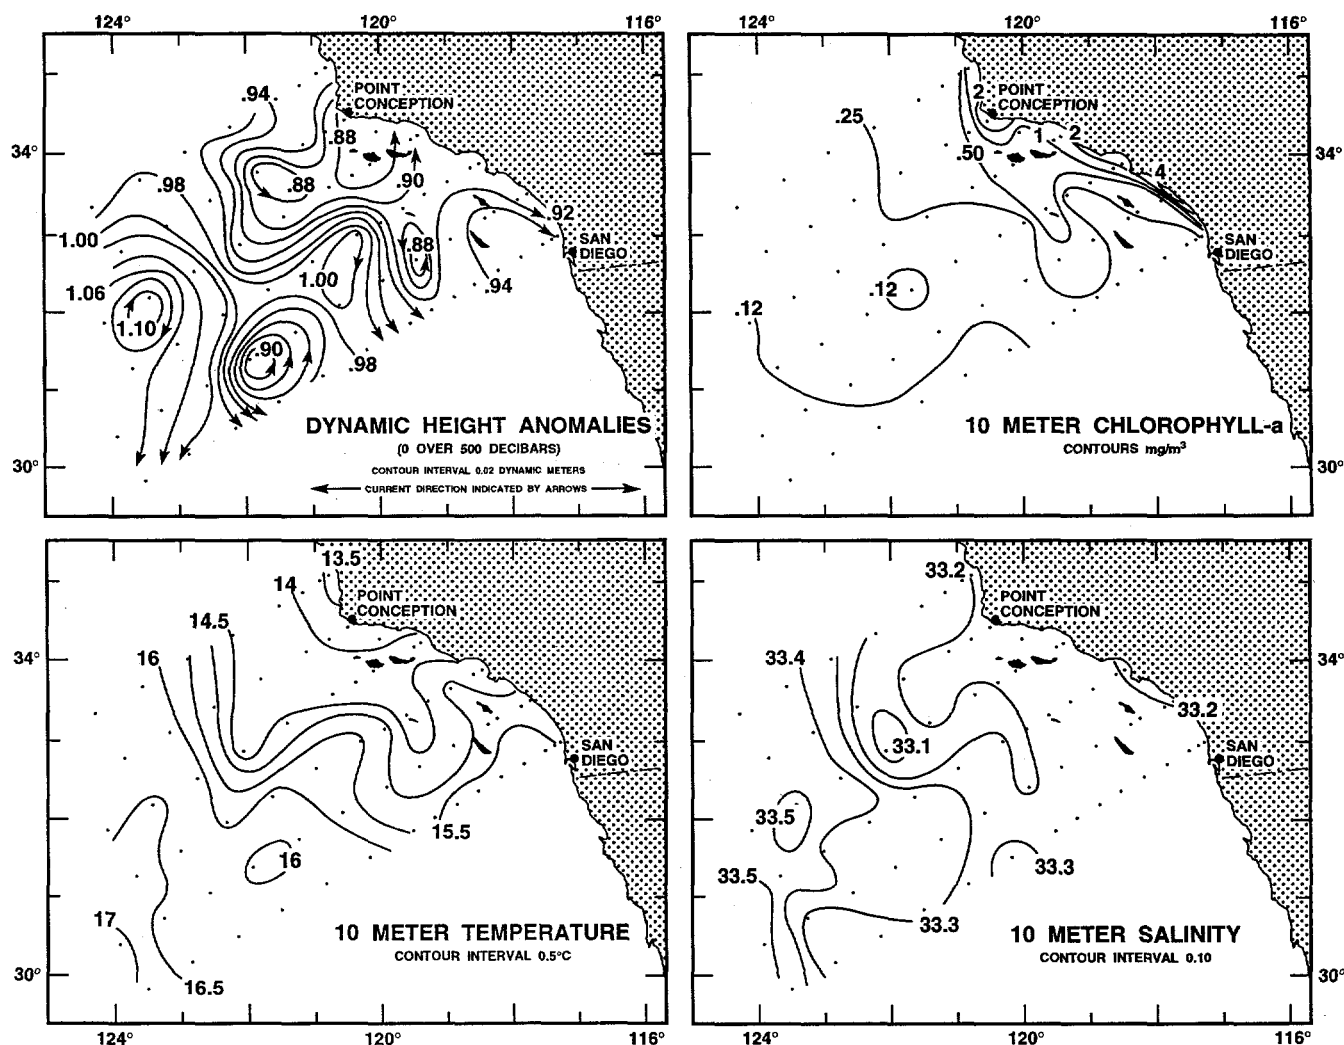 124°
120°
116°
.94
POINT
CONCEPTION
.88
34°
.98
.88
.90
.92
1.00
.88
SAN
DIEGO
1.06
1.00
.94
1.10
.90
.98
DYNAMIC HEIGHT ANOMALIES
(0 OVER 500 DECIBARS)
CONTOUR INTERVAL 0.02 DYNAMIC METERS
CURRENT DIRECTION INDICATED BY ARROWS
30°
124°
120°
116°
2
POINT
CONCEPTION
.25
1
2
.50
34°
4
SAN
DIEGO
.12
.12
10 METER CHLOROPHYLL-a
CONTOURS mg/m³
30°
13.5
14
POINT
CONCEPTION
14.5
16
34°
SAN
DIEGO
15.5
16
17
10 METER TEMPERATURE
CONTOUR INTERVAL 0.5°C
30°
16.5
124°
120°
116°
33.2
POINT
CONCEPTION
33.4
34°
33.2
33.1
SAN
DIEGO
33.5
33.3
33.5
33.3
10 METER SALINITY
CONTOUR INTERVAL 0.10
30°
124°
120°
116°